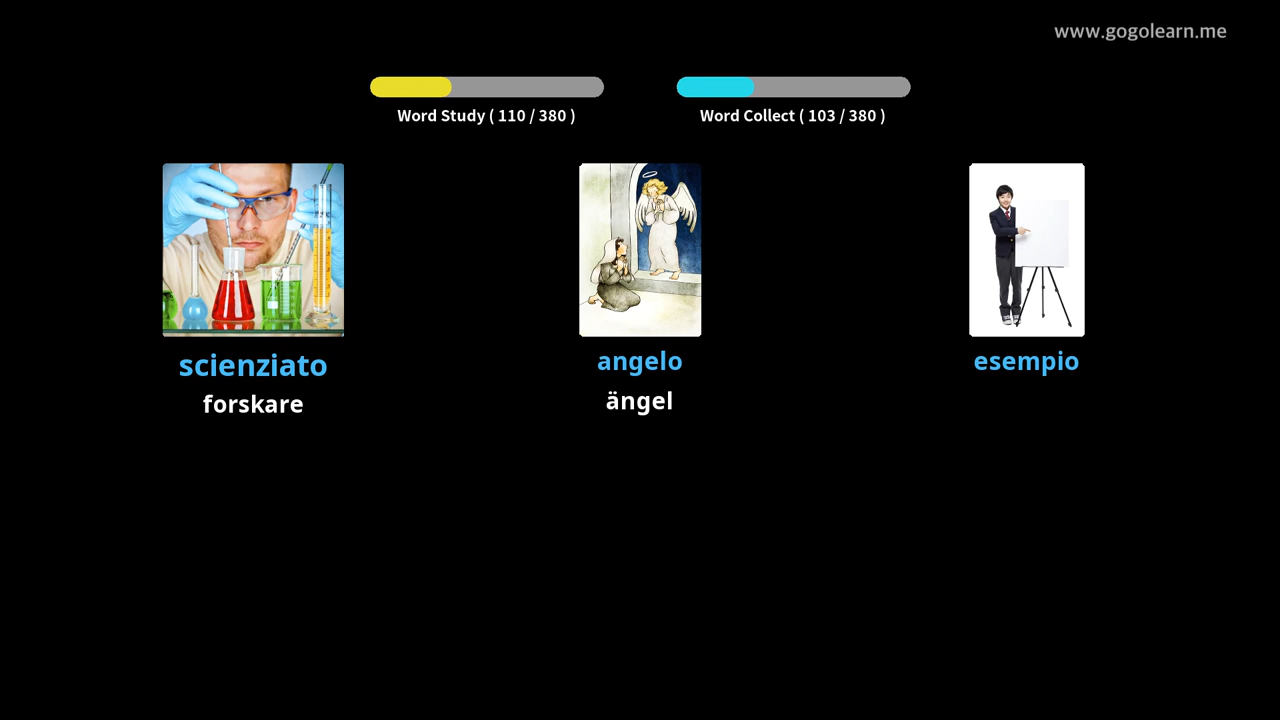 www.gogolearn.me
Word Study ( 110 / 380 )
Word Collect ( 103 / 380 )
scienziato
angelo
esempio
forskare
ängel